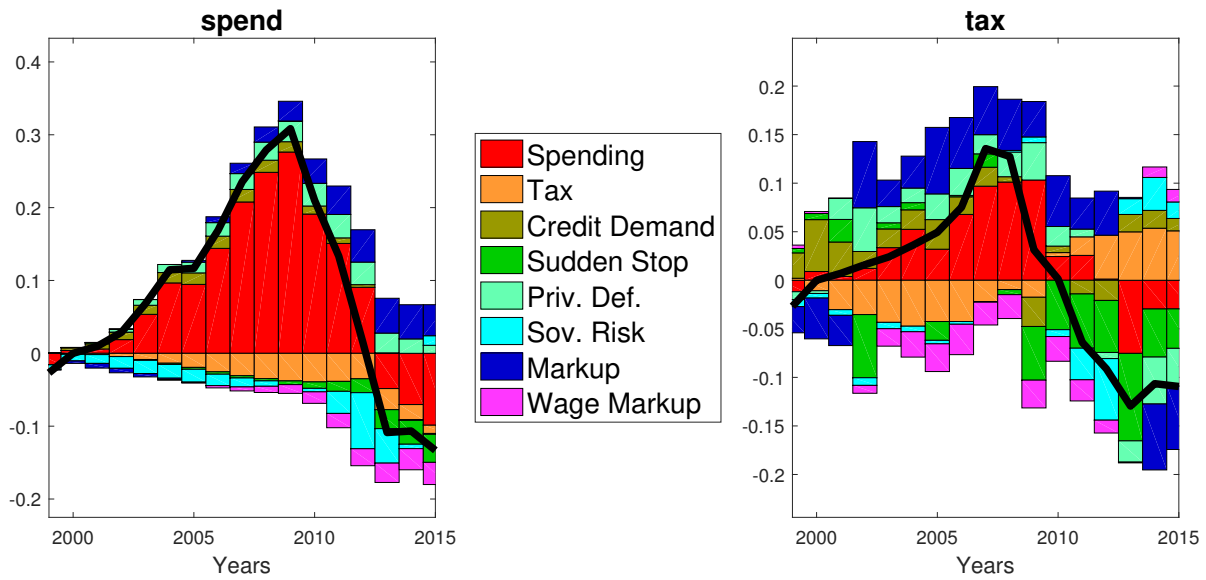 spend
0.4
0.3
0.2
0.1
0
-0.1
-0.2
2000 2005 2010 2015
Years
Spending
Tax
Credit Demand
Sudden Stop
Priv. Def.
Sov. Risk
Markup
Wage Markup
tax
0.2
0.15
0.1
0.05
0
-0.05
-0.1
-0.15
-0.2
2000 2005 2010 2015
Years